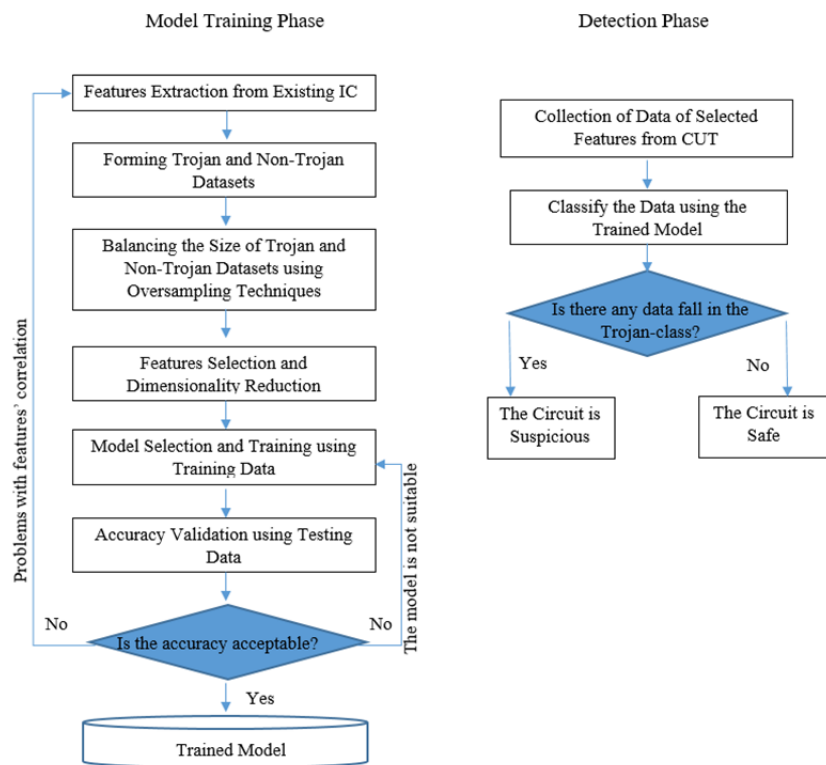 Model Training Phase
Features Extraction from Existing IC
Forming Trojan and Non-Trojan
Datasets
Balancing the Size of Trojan and
Non-Trojan Datasets using
Oversampling Techniques
Features Selection and
Dimensionality Reduction
Model Selection and Training using
Training Data
Accuracy Validation using Testing
Data
Is the accuracy acceptable?
No
No
Problems with features’ correlation
The model is not suitable
Yes
Trained Model
Detection Phase
Collection of Data of Selected
Features from CUT
Classify the Data using the
Trained Model
Is there any data fall in the
Trojan-class?
Yes
No
The Circuit is
Suspicious
The Circuit is
Safe